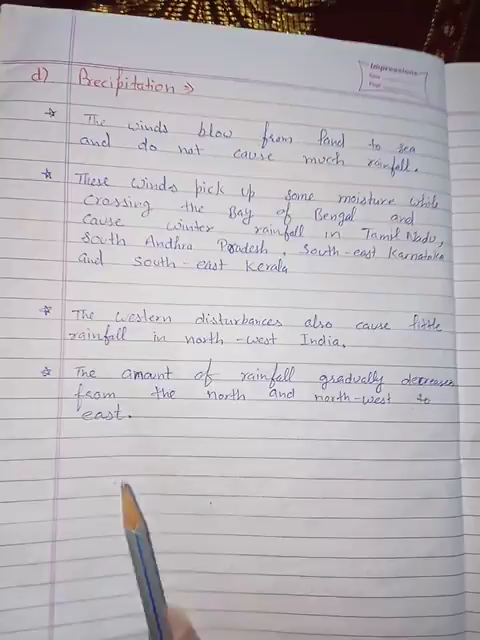 Impressions
d) Precipitation →
☆ The winds blow from land to sea
and do not cause much rainfall.
☆ These winds pick up some moisture while
crossing the Bay of Bengal and
cause winter rainfall in Tamil Nadu,
South Andhra Pradesh, South-east Karnataka
and South-east Kerala
☆ The western disturbances also cause little
rainfall in north-west India.
☆ The amount of rainfall gradually decreases
from the north and north-west to
east.